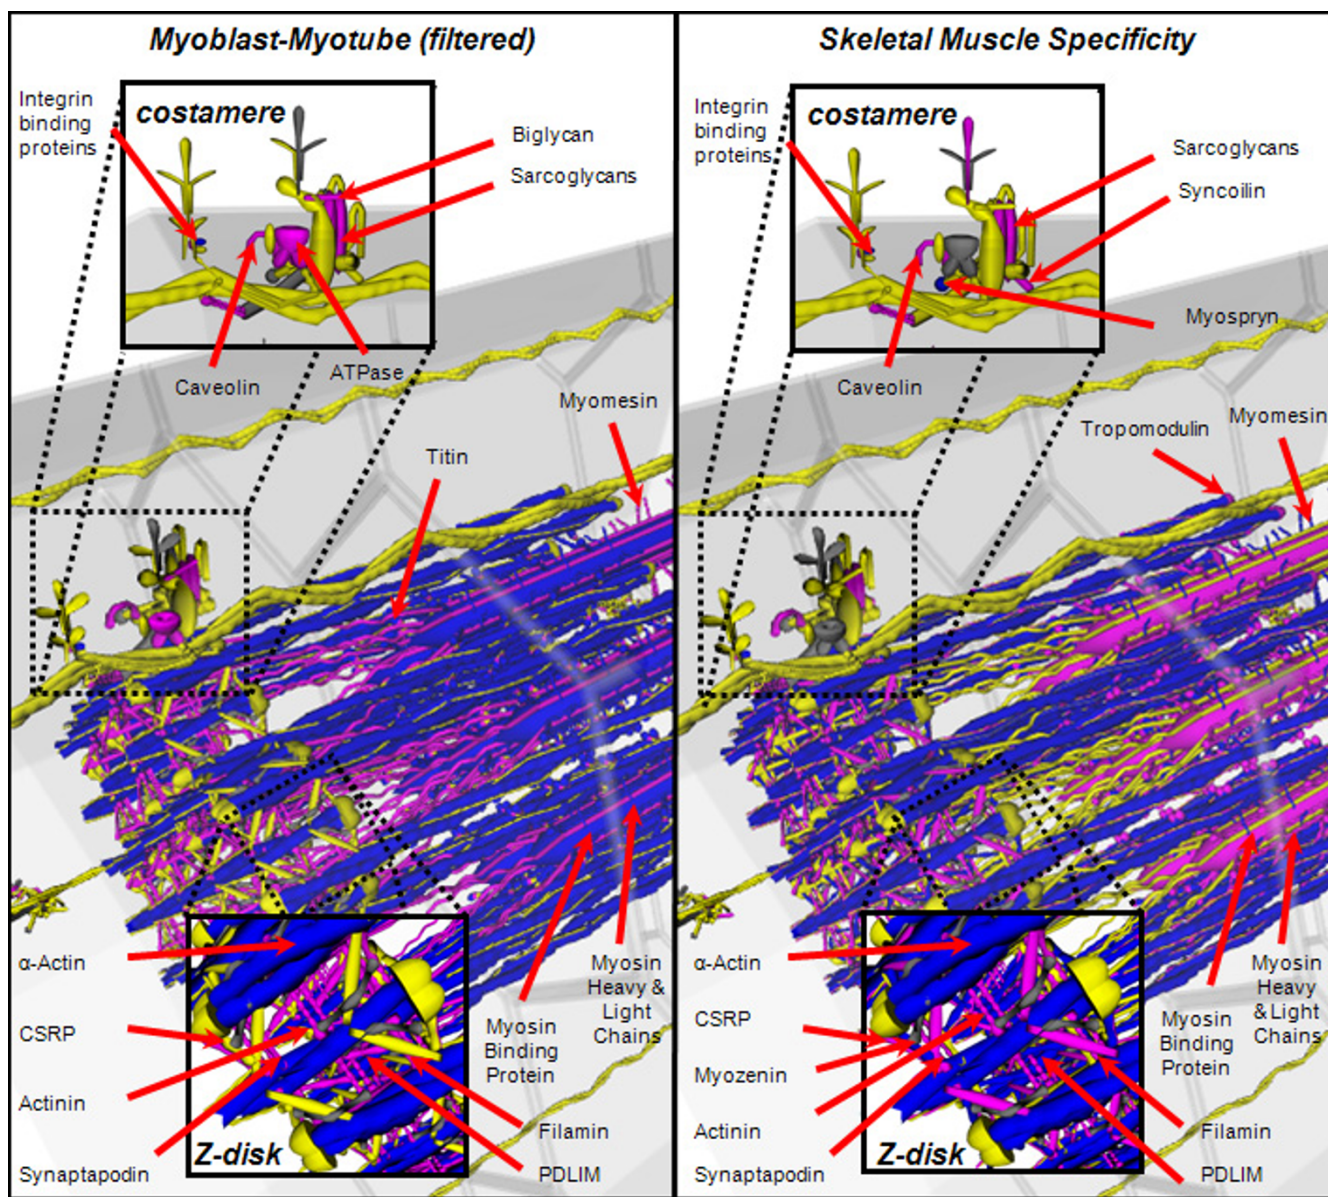 Myoblast-Myotube (filtered)
costamere
Integrin
binding
proteins
Biglycan
Sarcoglycans
Caveolin
ATPase
Myomesin
Titin
α-Actin
CSRP
Actinin
Synaptapodin
Z-disk
Myosin
Binding
Protein
Myosin
Heavy &
Light
Chains
Filamin
PDLIM
Skeletal Muscle Specificity
costamere
Integrin
binding
proteins
Sarcoglycans
Syncoilin
Myospryn
Caveolin
Tropomodulin
Myomesin
α-Actin
CSRP
Myozenin
Actinin
Synaptapodin
Z-disk
Myosin
Binding
Protein
Myosin
Heavy
& Light
Chains
Filamin
PDLIM